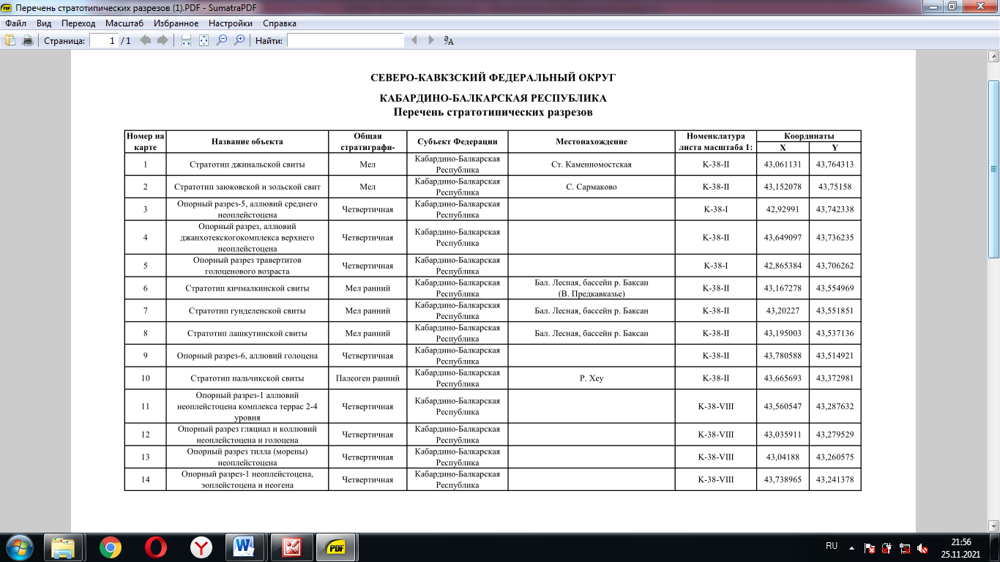 Перечень стратотипических разрезов (1).PDF - SumatraPDF
Файл Вид Переход Масштаб Избранное Настройки Справка
Страница: 1 / 1 Найти:
СЕВЕРО-КАВКЗСКИЙ ФЕДЕРАЛЬНЫЙ ОКРУГ
КАБАРДИНО-БАЛКАРСКАЯ РЕСПУБЛИКА
Перечень стратотипических разрезов
Номер на карте Название объекта Общая стратиграфи- Субъект Федерации Местонахождение Номенклатура листа масштаба 1: Координаты
X Y
1 Стратотип джинальской свиты Мел Кабардино-Балкарская Республика Ст. Каменномостская K-38-II 43,061131 43,764313
2 Стратотип заюковской и зольской свит Мел Кабардино-Балкарская Республика С. Сармаково K-38-II 43,152078 43,75158
3 Опорный разрез-5, аллювий среднего неоплейстоцена Четвертичная Кабардино-Балкарская Республика K-38-I 42,92991 43,742338
4 Опорный разрез, аллювий джанхотекскогокомплекса верхнего неоплейстоцена Четвертичная Кабардино-Балкарская Республика K-38-II 43,649097 43,736235
5 Опорный разрез травертитов голоценового возраста Четвертичная Кабардино-Балкарская Республика K-38-I 42,865384 43,706262
6 Стратотип кичмалкинской свиты Мел ранний Кабардино-Балкарская Республика Бал. Лесная, бассейн р. Баксан (В. Предкавказье) K-38-II 43,167278 43,554969
7 Стратотип гунделенской свиты Мел ранний Кабардино-Балкарская Республика Бал. Лесная, бассейн р. Баксан K-38-II 43,20227 43,551851
8 Стратотип лашкутинской свиты Мел ранний Кабардино-Балкарская Республика Бал. Лесная, бассейн р. Баксан K-38-II 43,195003 43,537136
9 Опорный разрез-6, аллювий голоцена Четвертичная Кабардино-Балкарская Республика K-38-II 43,780588 43,514921
10 Стратотип нальчикской свиты Палеоген ранний Кабардино-Балкарская Республика Р. Хеу K-38-II 43,665693 43,372981
11 Опорный разрез-1 аллювий неоплейстоцена комплекса террас 2-4 уровня Четвертичная Кабардино-Балкарская Республика K-38-VIII 43,560547 43,287632
12 Опорный разрез гляциал и коллювий неоплейстоцена и голоцена Четвертичная Кабардино-Балкарская Республика K-38-VIII 43,035911 43,279529
13 Опорный разрез тилла (морены) неоплейстоцена Четвертичная Кабардино-Балкарская Республика K-38-VIII 43,04188 43,260575
14 Опорный разрез-1 неоплейстоцена, эоплейстоцена и неогена Четвертичная Кабардино-Балкарская Республика K-38-VIII 43,738965 43,241378
RU 21:56
25.11.2021